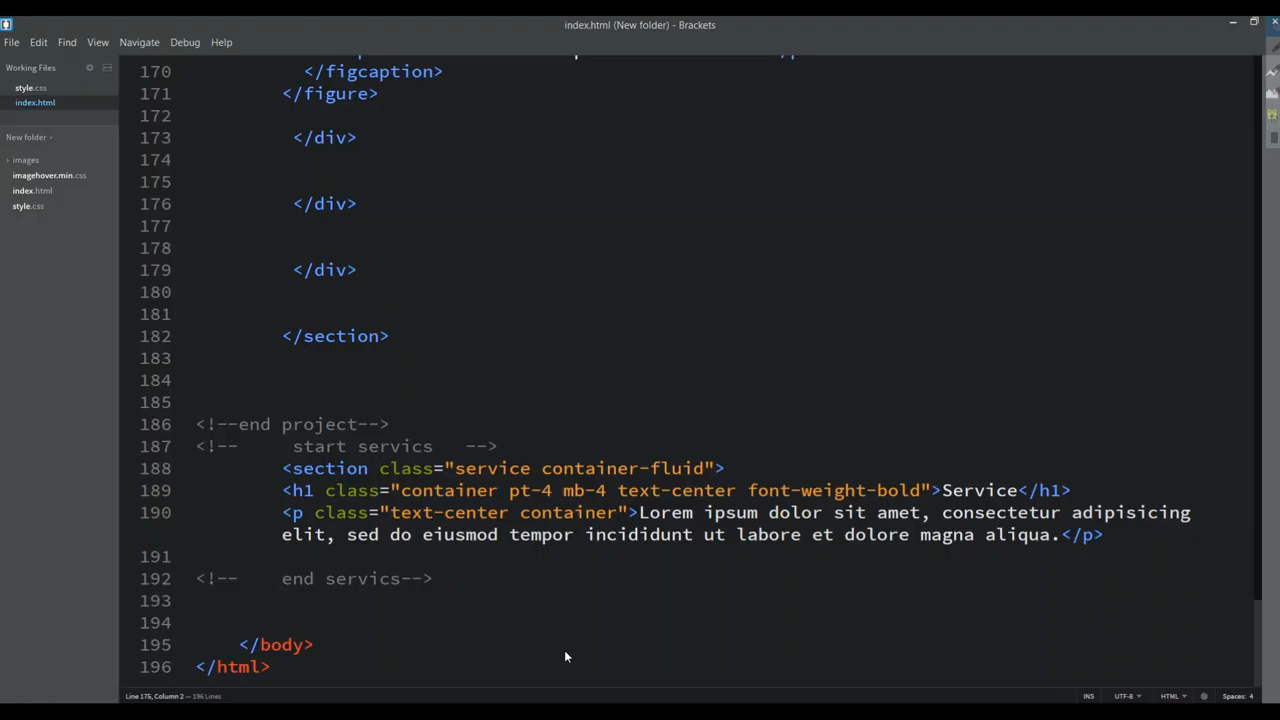 index.html (New folder) - Brackets
File Edit Find View Navigate Debug Help
Working Files
style.css
index.html
New folder
images
imagehover.min.css
index.html
style.css
170 </figcaption>
171 </figure>
172
173 </div>
174
175
176 </div>
177
178
179 </div>
180
181
182 </section>
183
184
185
186 <!--end project-->
187 <!-- start servics -->
188 <section class="service container-fluid">
189 <h1 class="container pt-4 mb-4 text-center font-weight-bold">Service</h1>
190 <p class="text-center container">Lorem ipsum dolor sit amet, consectetur adipisicing
elit, sed do eiusmod tempor incididunt ut labore et dolore magna aliqua.</p>
191
192 <!-- end servics-->
193
194
195 </body>
196 </html>
Line 175, Column 2 — 196 Lines INS UTF-8 HTML Spaces: 4